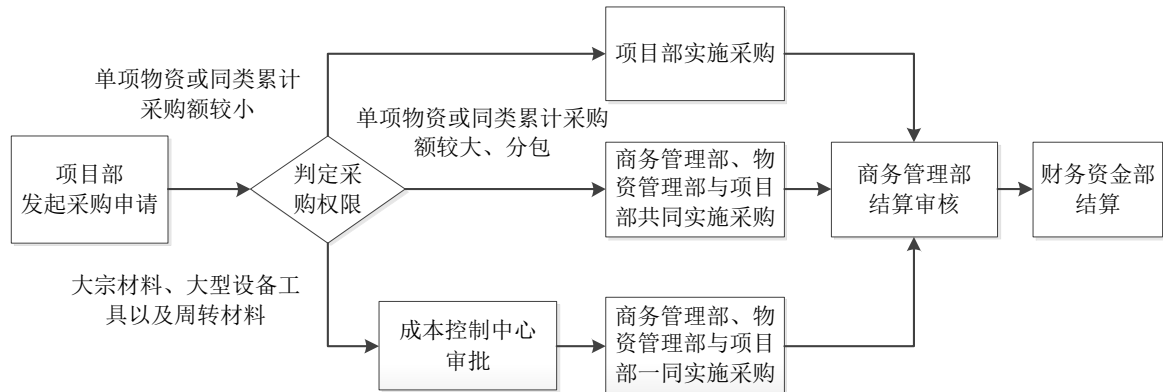 项目部实施采购
单项物资或同类累计
采购额较小
单项物资或同类累计采购
额较大、分包
项目部
发起采购申请
判定采
购权限
商务管理部、物
资管理部与项目
部共同实施采购
商务管理部
结算审核
财务资金部
结算
大宗材料、大型设备工
具以及周转材料
成本控制中心
审批
商务管理部、物
资管理部与项目
部一同实施采购